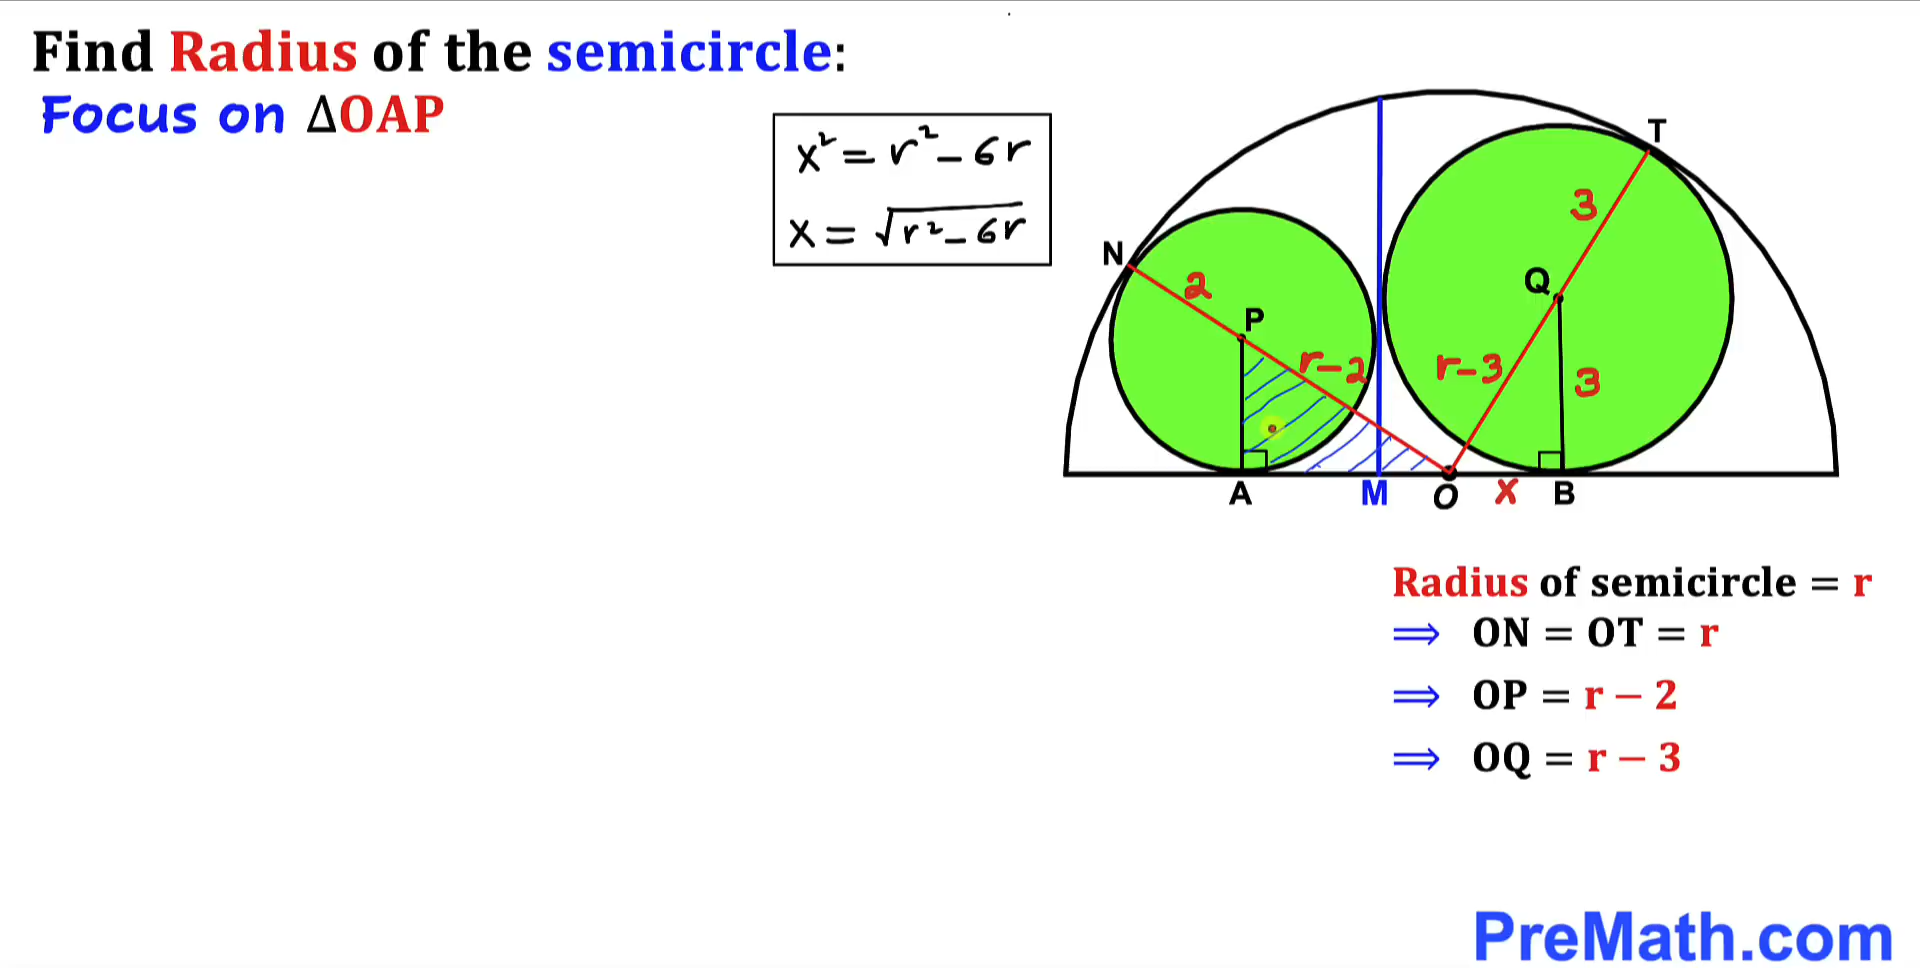 Find Radius of the semicircle:
Focus on ΔOAP
x² = r² - 6r
x = √r² - 6r
T
3
N
2
Q
P
r-2
r-3
3
A
M
O
x
B
Radius of semicircle = r
⟹ ON = OT = r
⟹ OP = r − 2
⟹ OQ = r − 3
PreMath.com